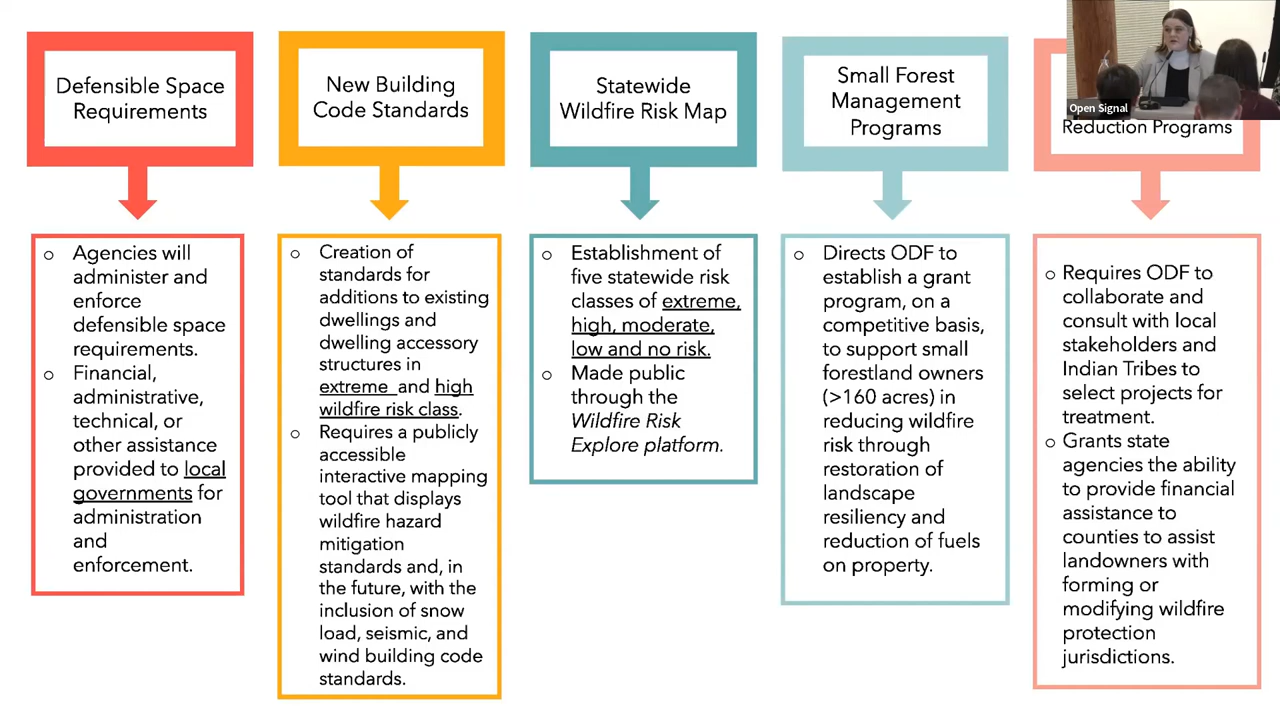 Defensible Space
Requirements
New Building
Code Standards
Statewide
Wildfire Risk Map
Small Forest
Management
Programs
Open Signal
Reduction Programs
o Agencies will
administer and
enforce
defensible space
requirements.
o Financial,
administrative,
technical, or
other assistance
provided to local
governments for
administration
and
enforcement.
o Creation of
standards for
additions to existing
dwellings and
dwelling accessory
structures in
extreme and high
wildfire risk class.
o Requires a publicly
accessible
interactive mapping
tool that displays
wildfire hazard
mitigation
standards and, in
the future, with the
inclusion of snow
load, seismic, and
wind building code
standards.
o Establishment of
five statewide risk
classes of extreme,
high, moderate,
low and no risk.
o Made public
through the
Wildfire Risk
Explore platform.
o Directs ODF to
establish a grant
program, on a
competitive basis,
to support small
forestland owners
(>160 acres) in
reducing wildfire
risk through
restoration of
landscape
resiliency and
reduction of fuels
on property.
o Requires ODF to
collaborate and
consult with local
stakeholders and
Indian Tribes to
select projects for
treatment.
o Grants state
agencies the ability
to provide financial
assistance to
counties to assist
landowners with
forming or
modifying wildfire
protection
jurisdictions.